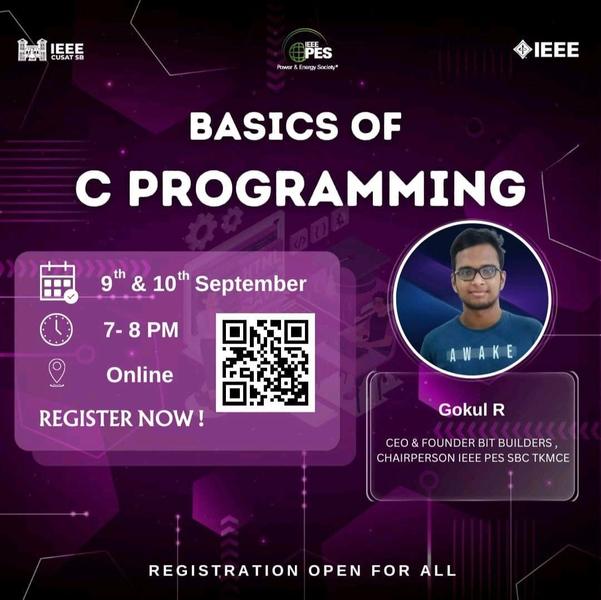 IEEE
CUSAT SB
IEEE
PES
Power & Energy Society®
IEEE
BASICS OF
C PROGRAMMING
9th & 10th September
7- 8 PM
Online
REGISTER NOW !
AWAKE
Gokul R
CEO & FOUNDER BIT BUILDERS ,
CHAIRPERSON IEEE PES SBC TKMCE
REGISTRATION OPEN FOR ALL